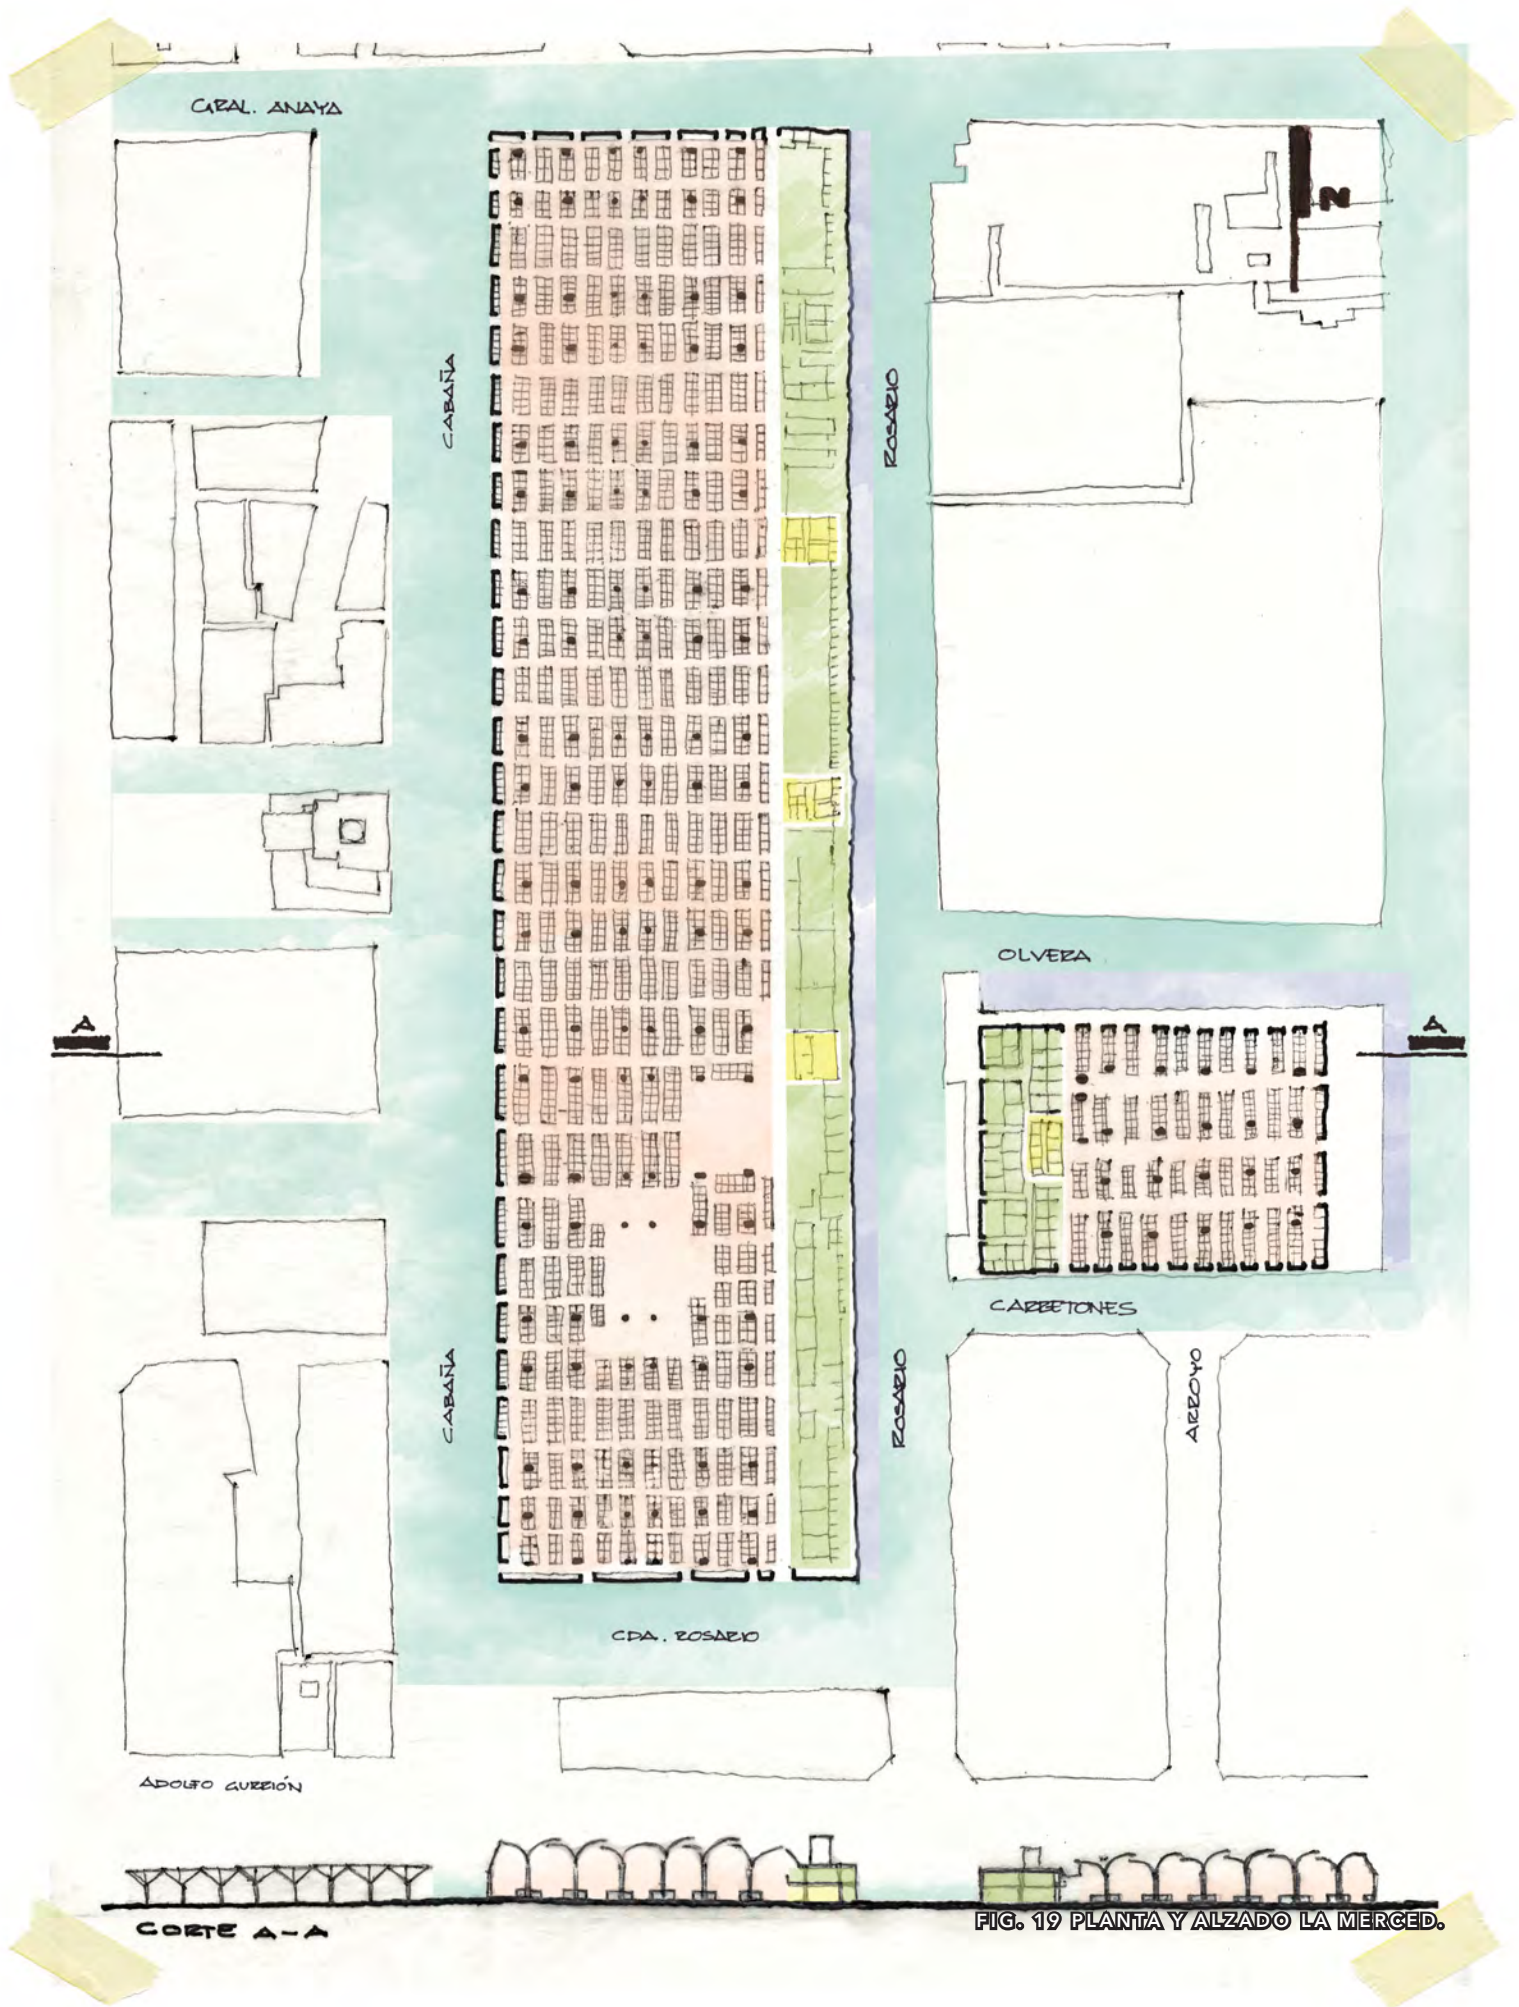 GRAL. ANAYA
N
CABAÑA
ROSARIO
OLVERA
A
A
CARRETONES
CABAÑA
ROSARIO
ARROYO
CDA. ROSARIO
ADOLFO GURRIÓN
CORTE A-A
FIG. 19 PLANTA Y ALZADO LA MERCED.